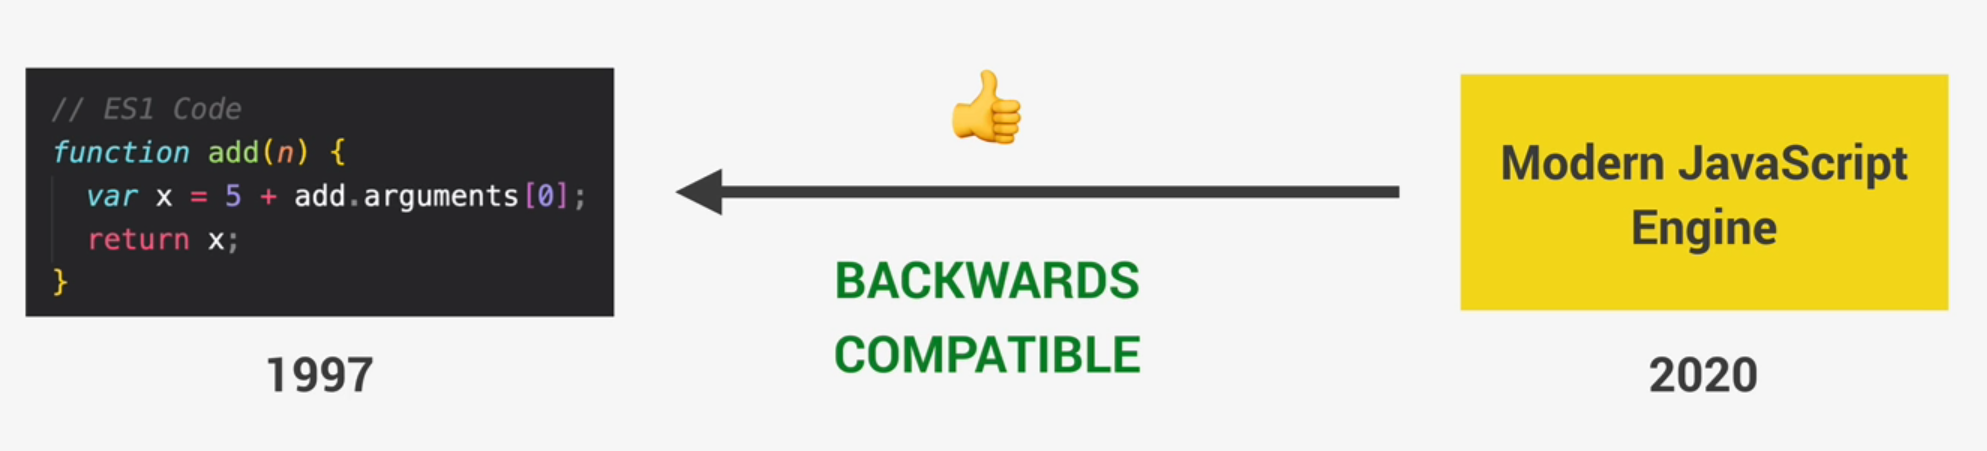 // ES1 Code
function add(n) {
  var x = 5 + add.arguments[0];
  return x;
}
1997
BACKWARDS
COMPATIBLE
Modern JavaScript
Engine
2020